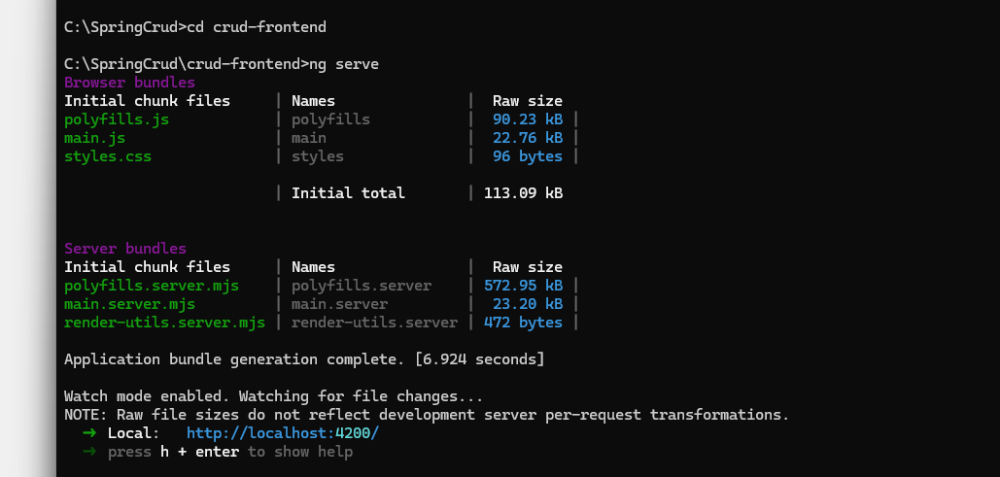 C:\SpringCrud>cd crud-frontend
C:\SpringCrud\crud-frontend>ng serve
Browser bundles
Initial chunk files | Names | Raw size
polyfills.js | polyfills | 90.23 kB |
main.js | main | 22.76 kB |
styles.css | styles | 96 bytes |
| Initial total | 113.09 kB
Server bundles
Initial chunk files | Names | Raw size
polyfills.server.mjs | polyfills.server | 572.95 kB |
main.server.mjs | main.server | 23.20 kB |
render-utils.server.mjs | render-utils.server | 472 bytes |
Application bundle generation complete. [6.924 seconds]
Watch mode enabled. Watching for file changes...
NOTE: Raw file sizes do not reflect development server per-request transformations.
➜ Local: http://localhost:4200/
➜ press h + enter to show help